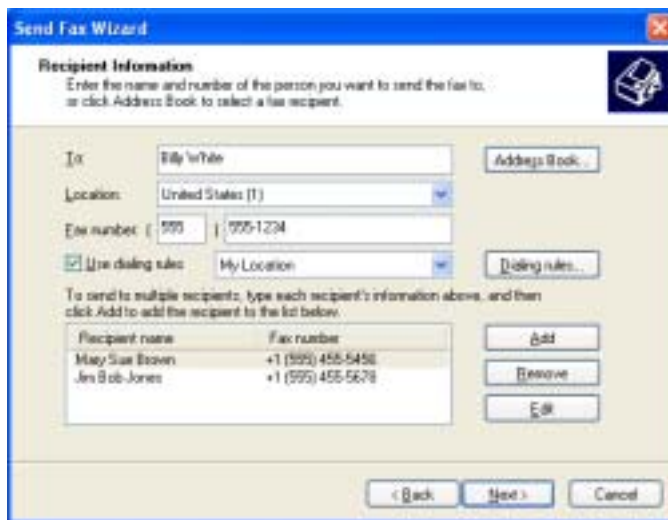 Send Fax Wizard
Recipient Information
Enter the name and number of the person you want to send the fax to,
or click Address Book to select a fax recipient.
To: Billy White Address Book...
Location: United States (1)
Fax number: ( 555 ) 555-1234
Use dialing rules My Location Dialing rules...
To send to multiple recipients, type each recipient's information above, and then
click Add to add the recipient to the list below.
Recipient name Fax number
Mary Sue Brown +1 (555) 455-5456
Jim Bob Jones +1 (555) 455-5678
Add
Remove
Edit
< Back Next > Cancel